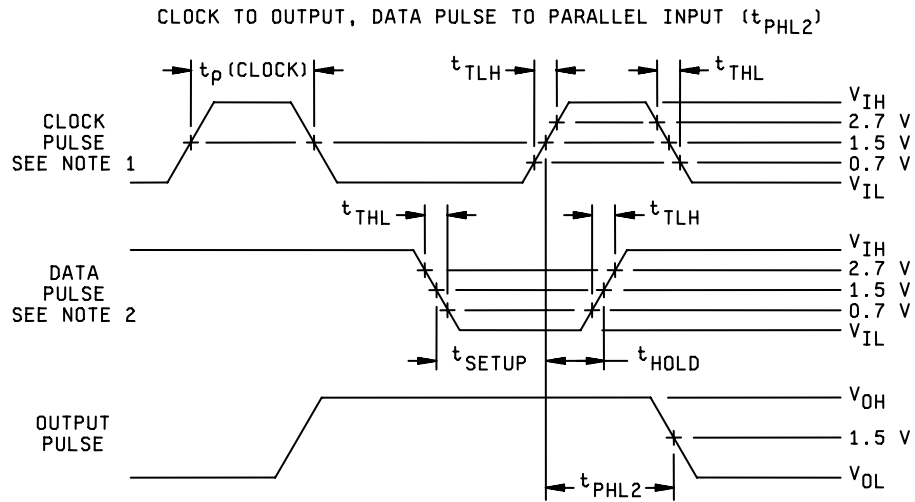 CLOCK TO OUTPUT, DATA PULSE TO PARALLEL INPUT (tPHL2)
tp(CLOCK)
tTLH
tTHL
CLOCK
PULSE
SEE NOTE 1
VIH
2.7 V
1.5 V
0.7 V
VIL
tTHL
tTLH
DATA
PULSE
SEE NOTE 2
VIH
2.7 V
1.5 V
0.7 V
VIL
tSETUP
tHOLD
OUTPUT
PULSE
VOH
1.5 V
VOL
tPHL2